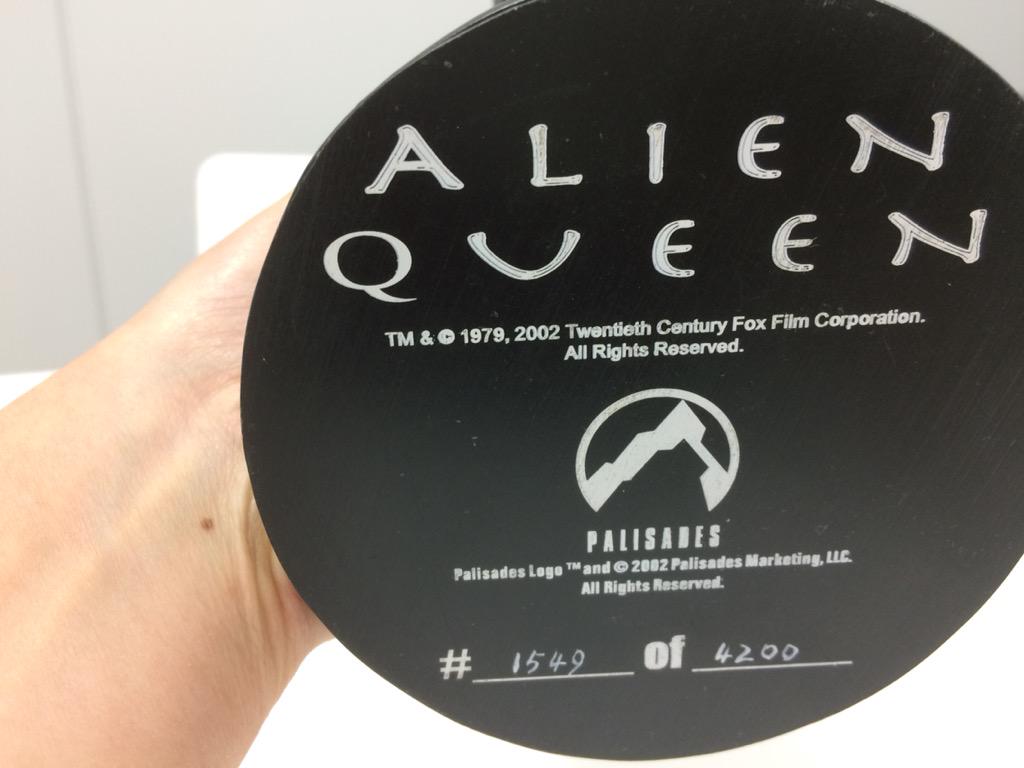 ALIEN
QUEEN
TM & © 1979, 2002 Twentieth Century Fox Film Corporation.
All Rights Reserved.
PALISADES
Palisades Logo ™ and © 2002 Palisades Marketing, LLC.
All Rights Reserved.
# 1549 of 4200